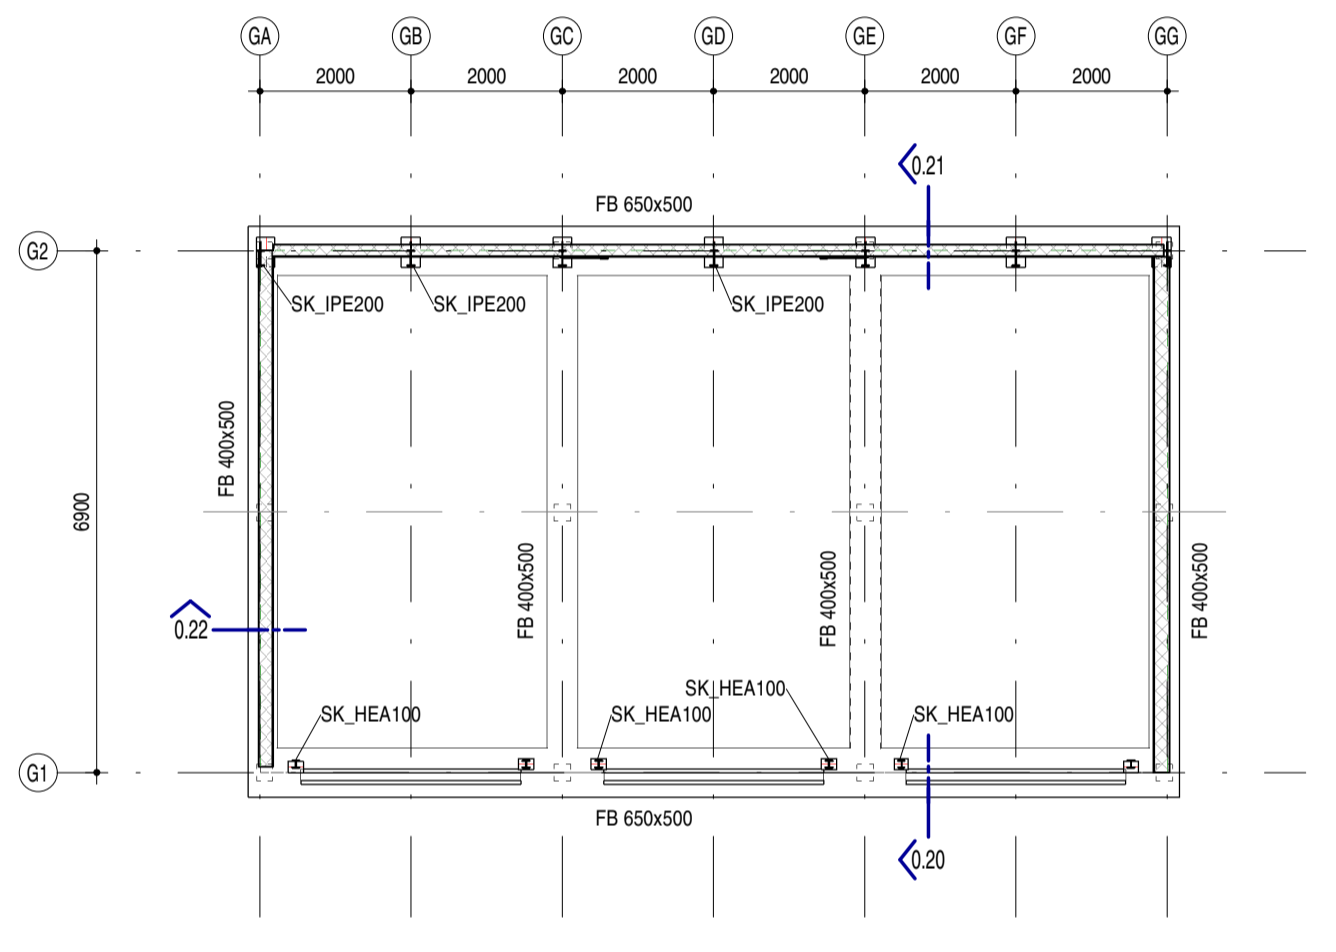 GA GB GC GD GE GF GG
2000 2000 2000 2000 2000 2000
0.21
FB 650x500
G2
SK_IPE200 SK_IPE200 SK_IPE200
FB 400x500
6900
FB 400x500
FB 400x500
FB 400x500
0.22
SK_HEA100
SK_HEA100 SK_HEA100 SK_HEA100
G1
FB 650x500
0.20